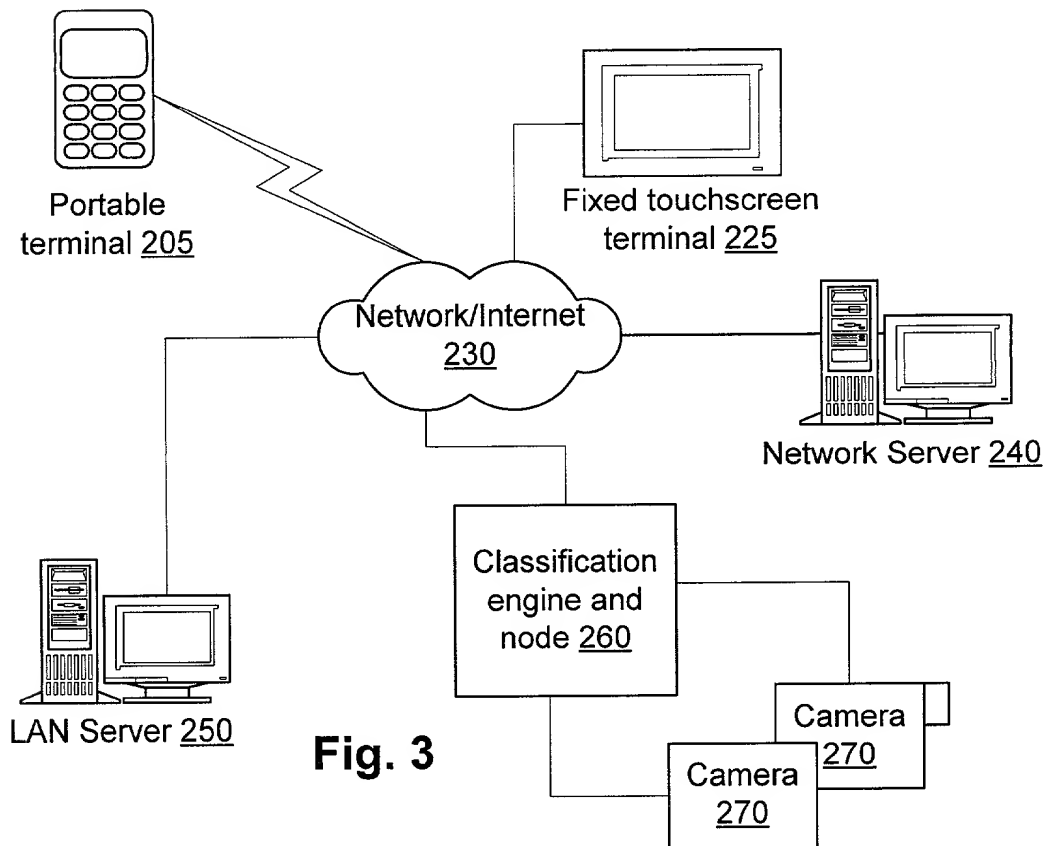 Portable
terminal 205
Fixed touchscreen
terminal 225
Network/Internet
230
Network Server 240
Classification
engine and
node 260
LAN Server 250
Fig. 3
Camera
270
Camera
270